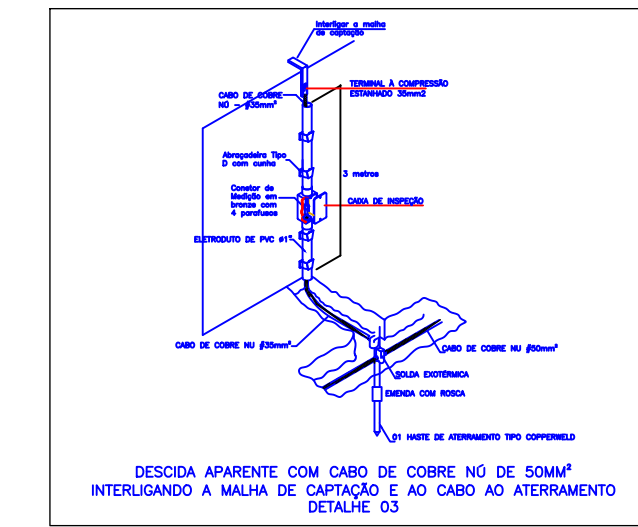 Interligar a malha
de captação
TERMINAL À COMPRESSÃO
ESTANHADO 35mm2
CABO DE COBRE
NÚ - #35mm²
Abraçadeira Tipo
D com cunha
3 metros
Conetor de
Medição em
bronze com
4 parafusos
CAIXA DE INSPEÇÃO
ELETRODUTO DE PVC ø1"
CABO DE COBRE NU #35mm²
CABO DE COBRE NU #50mm²
SOLDA EXOTÉRMICA
EMENDA COM ROSCA
01 HASTE DE ATERRAMENTO TIPO COPPERWELD
DESCIDA APARENTE COM CABO DE COBRE NÚ DE 50MM²
INTERLIGANDO A MALHA DE CAPTAÇÃO E AO CABO AO ATERRAMENTO
DETALHE 03